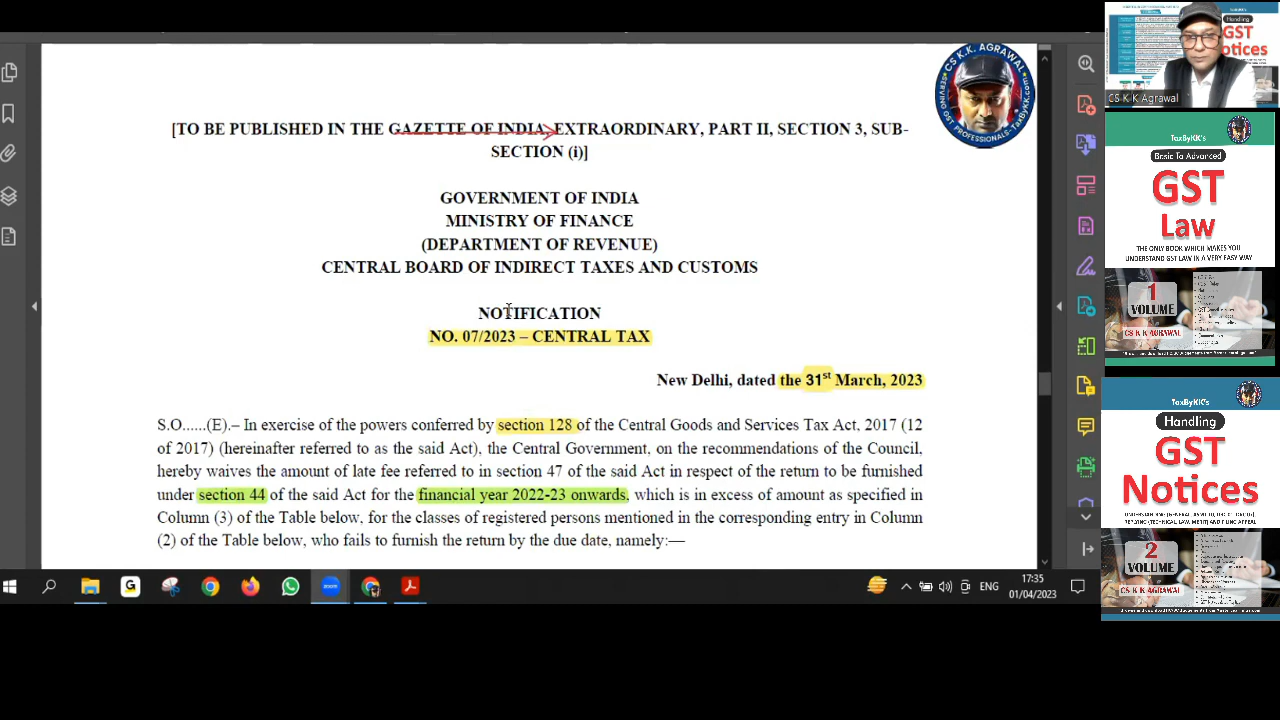 [TO BE PUBLISHED IN THE GAZETTE OF INDIA, EXTRAORDINARY, PART II, SECTION 3, SUB-
SECTION (i)]
GOVERNMENT OF INDIA
MINISTRY OF FINANCE
(DEPARTMENT OF REVENUE)
CENTRAL BOARD OF INDIRECT TAXES AND CUSTOMS
NOTIFICATION
NO. 07/2023 – CENTRAL TAX
New Delhi, dated the 31st March, 2023
S.O......(E).– In exercise of the powers conferred by section 128 of the Central Goods and Services Tax Act, 2017 (12
of 2017) (hereinafter referred to as the said Act), the Central Government, on the recommendations of the Council,
hereby waives the amount of late fee referred to in section 47 of the said Act in respect of the return to be furnished
under section 44 of the said Act for the financial year 2022-23 onwards, which is in excess of amount as specified in
Column (3) of the Table below, for the classes of registered persons mentioned in the corresponding entry in Column
(2) of the Table below, who fails to furnish the return by the due date, namely:—
CS K.K. AGRAWAL
SERVING GST PROFESSIONALS - TaxByKK.com
ENG
17:35
01/04/2023
Handling
GST
Notices
CS K K Agrawal
TaxByKK's
Basic To Advanced
GST
Law
THE ONLY BOOK WHICH MAKES YOU
UNDERSTAND GST LAW IN A VERY EASY WAY
1
VOLUME
CS K K AGRAWAL
TaxByKK's
Handling
GST
Notices
2
VOLUME
CS K K AGRAWAL